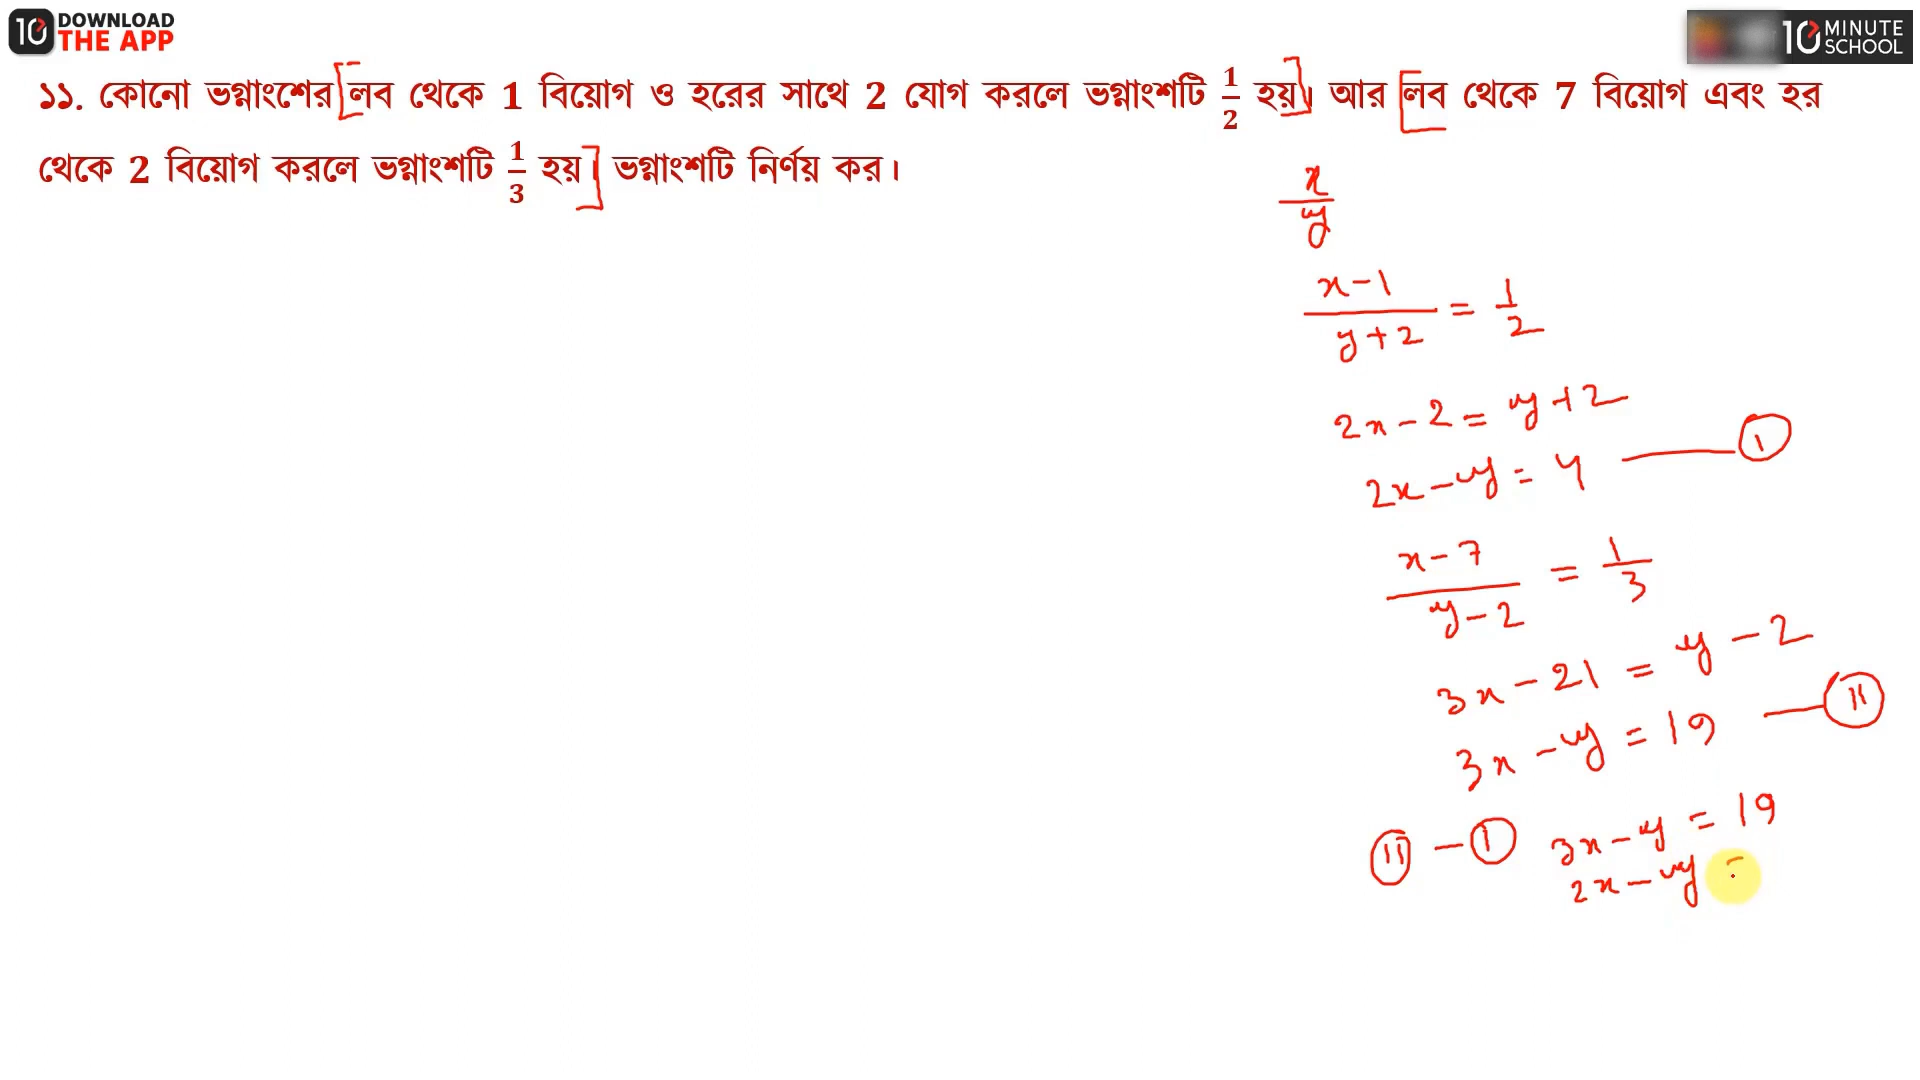 10 DOWNLOAD THE APP
10 MINUTE SCHOOL
১১. কোনো ভগ্নাংশের [লব থেকে 1 বিয়োগ ও হরের সাথে 2 যোগ করলে ভগ্নাংশটি 1/2 হয়]। আর [লব থেকে 7 বিয়োগ এবং হর
থেকে 2 বিয়োগ করলে ভগ্নাংশটি 1/3 হয়] ভগ্নাংশটি নির্ণয় কর।
x/y
(x-1)/(y+2) = 1/2
2x-2 = y+2
2x-y = 4 — (i)
(x-7)/(y-2) = 1/3
3x-21 = y-2
3x-y = 19 — (ii)
(ii) - (i) 3x-y = 19
2x-y =